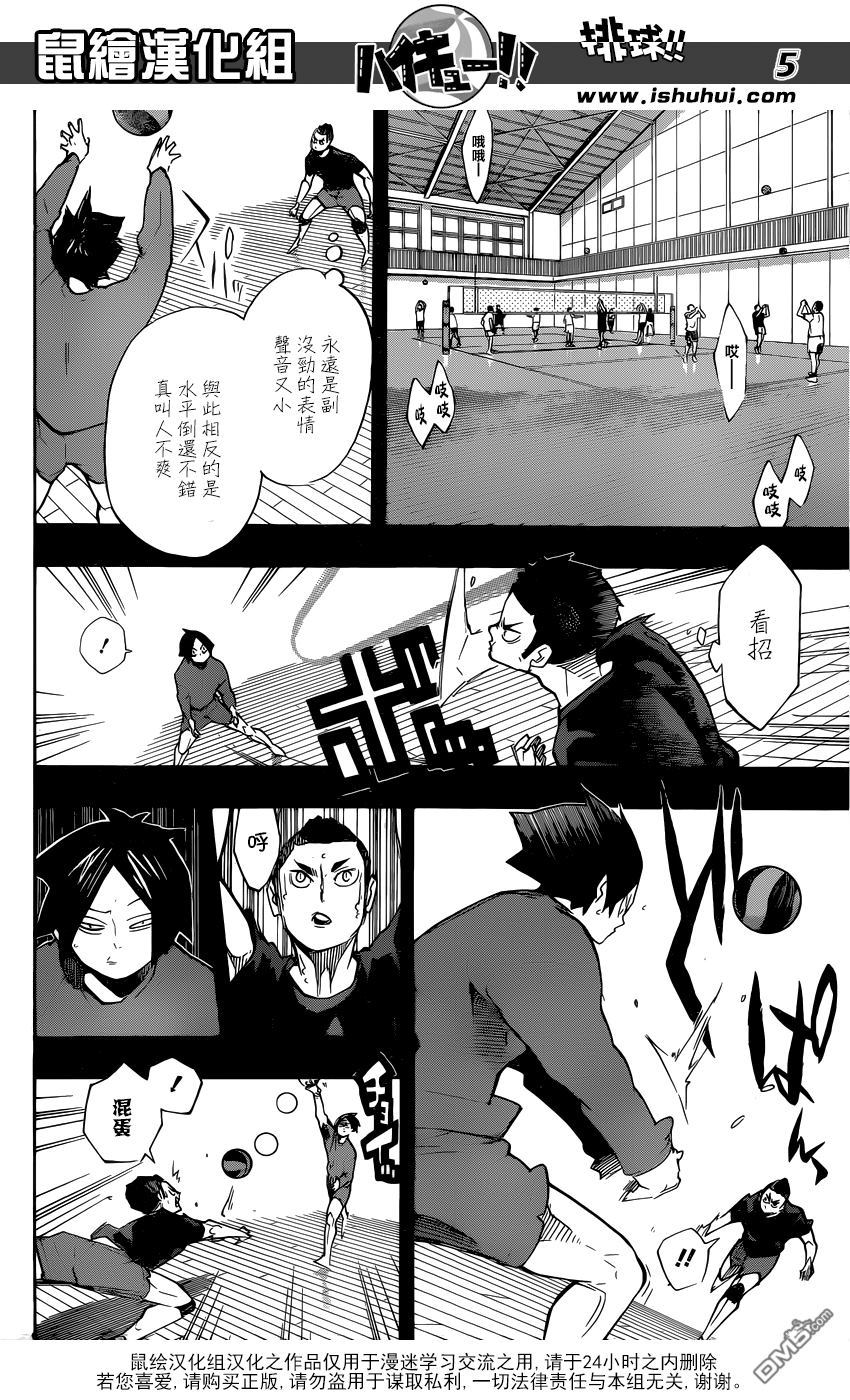 鼠繪漢化組
ハイキュー!!
排球!!
5
www.ishuhui.com
哦哦—
哎—
吱吱
吱
吱
吱吱
永遠是副
沒勁的表情
聲音又小
與此相反的是
水平倒還不錯
真叫人不爽
看招
!
呼
!!
!
混蛋
鼠绘汉化组汉化之作品仅用于漫迷学习交流之用, 请于24小时之内删除
若您喜爱, 请购买正版, 请勿用于谋取私利, 一切法律责任与本组无关, 谢谢。
DM5.com